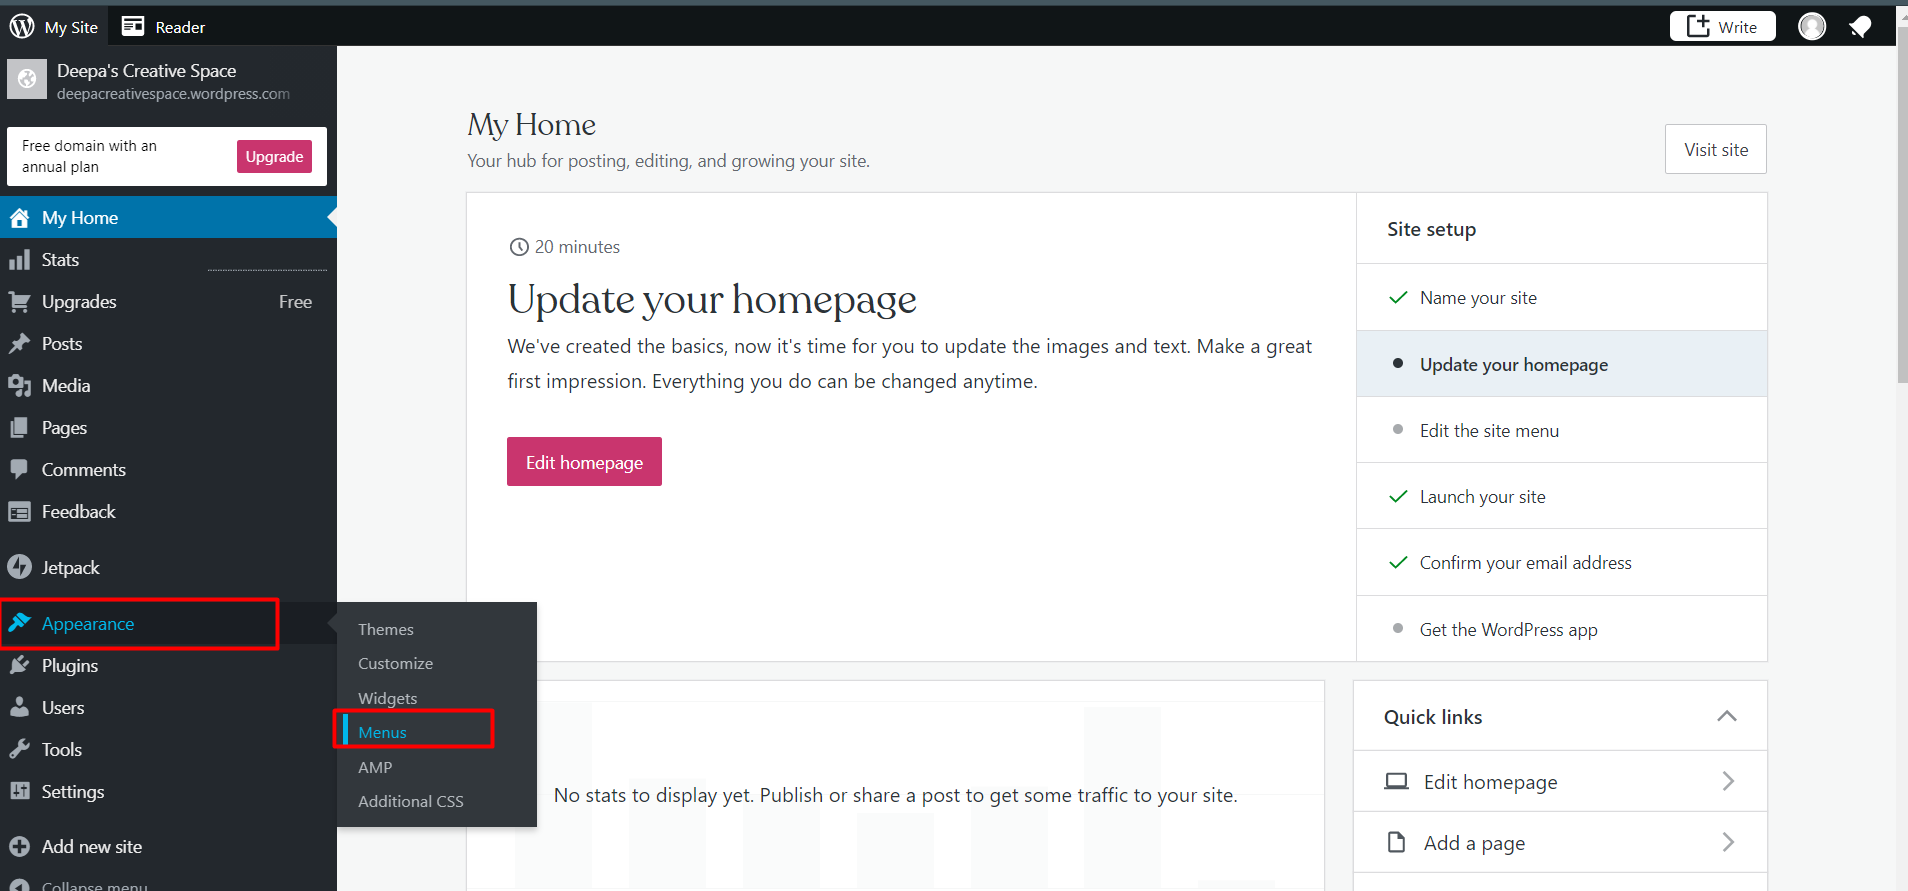 My Site
Reader
Write
Deepa's Creative Space
deepacreativespace.wordpress.com
Free domain with an
annual plan
Upgrade
My Home
Stats
Upgrades
Free
Posts
Media
Pages
Comments
Feedback
Jetpack
Appearance
Plugins
Users
Tools
Settings
Add new site
Collapse menu
Themes
Customize
Widgets
Menus
AMP
Additional CSS
My Home
Your hub for posting, editing, and growing your site.
Visit site
20 minutes
Update your homepage
We've created the basics, now it's time for you to update the images and text. Make a great
first impression. Everything you do can be changed anytime.
Edit homepage
Site setup
Name your site
Update your homepage
Edit the site menu
Launch your site
Confirm your email address
Get the WordPress app
No stats to display yet. Publish or share a post to get some traffic to your site.
Quick links
Edit homepage
Add a page